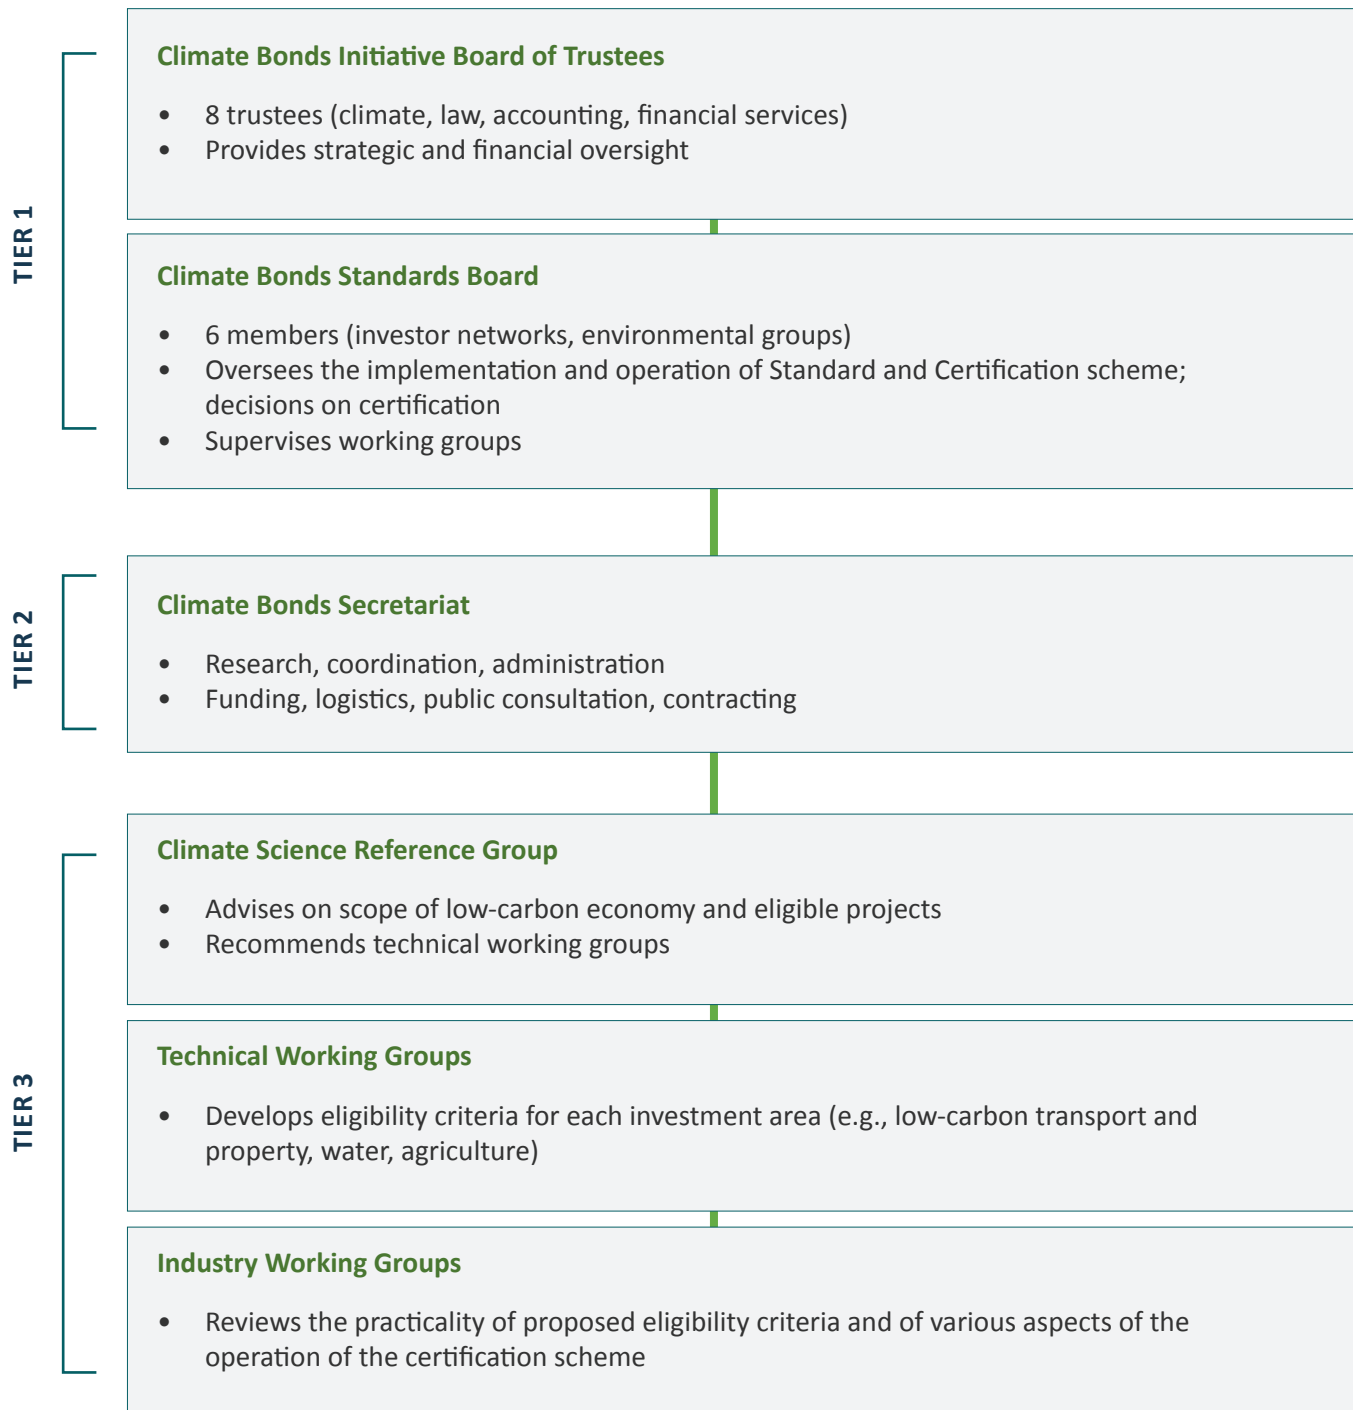 TIER 1
Climate Bonds Initiative Board of Trustees
• 8 trustees (climate, law, accounting, financial services)
• Provides strategic and financial oversight
Climate Bonds Standards Board
• 6 members (investor networks, environmental groups)
• Oversees the implementation and operation of Standard and Certification scheme;
decisions on certification
• Supervises working groups
TIER 2
Climate Bonds Secretariat
• Research, coordination, administration
• Funding, logistics, public consultation, contracting
TIER 3
Climate Science Reference Group
• Advises on scope of low-carbon economy and eligible projects
• Recommends technical working groups
Technical Working Groups
• Develops eligibility criteria for each investment area (e.g., low-carbon transport and
property, water, agriculture)
Industry Working Groups
• Reviews the practicality of proposed eligibility criteria and of various aspects of the
operation of the certification scheme